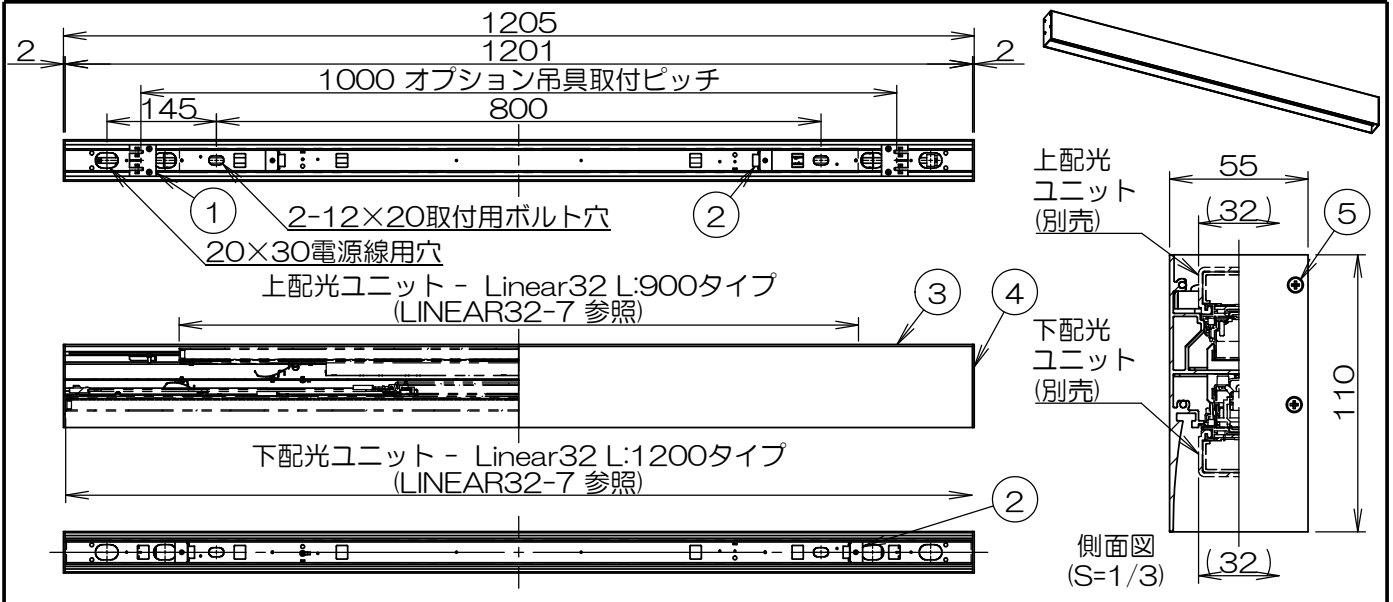 1205
2
1201
2
1000 オプション吊具取付ピッチ
145
800
1
2-12×20取付用ボルト穴
2
20×30電源線用穴
上配光ユニット - Linear32 L:900タイプ
(LINEAR32-7 参照)
3
4
下配光ユニット - Linear32 L:1200タイプ
(LINEAR32-7 参照)
2
上配光
ユニット
(別売)
55
(32)
5
下配光
ユニット
(別売)
110
側面図
(S=1/3)
(32)